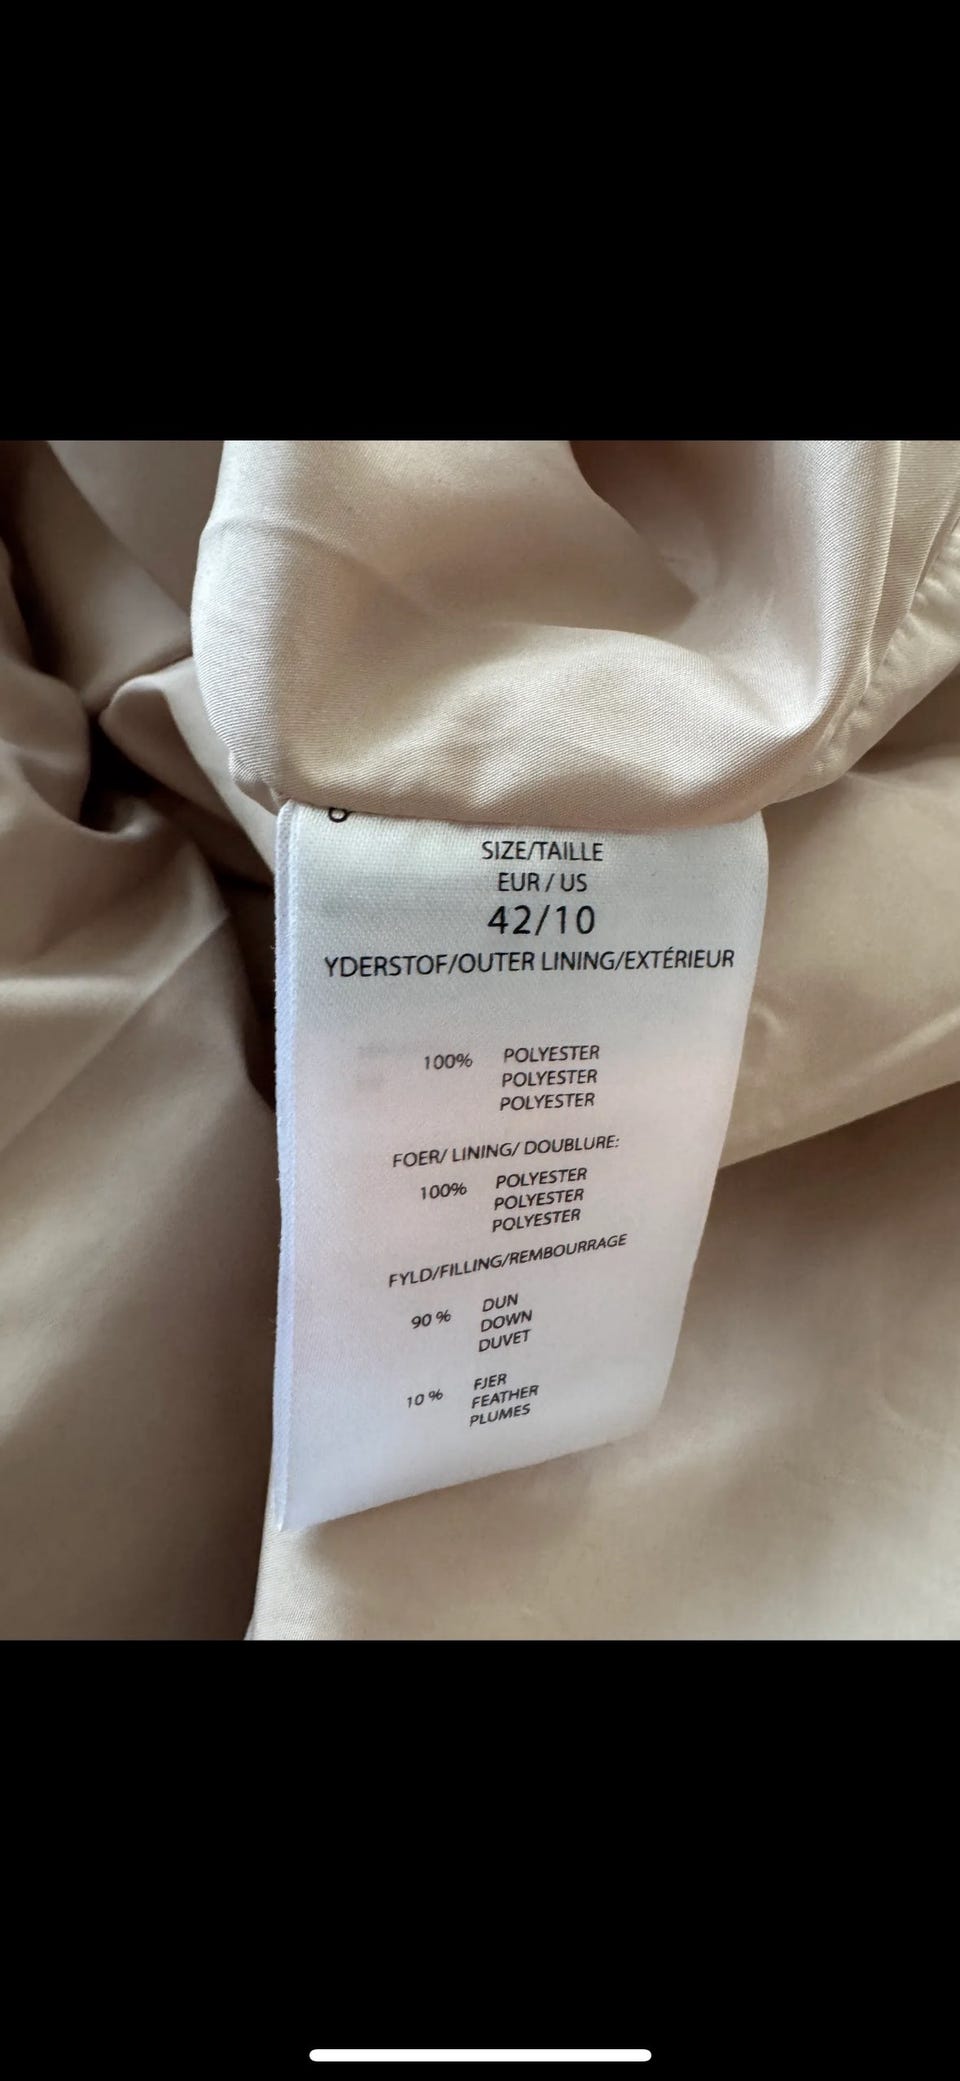 SIZE/TAILLE
EUR / US
42/10
YDERSTOF/OUTER LINING/EXTÉRIEUR
100% POLYESTER
POLYESTER
POLYESTER
FOER/ LINING/ DOUBLURE:
100% POLYESTER
POLYESTER
POLYESTER
FYLD/FILLING/REMBOURRAGE
90 % DUN
DOWN
DUVET
10 % FJER
FEATHER
PLUMES